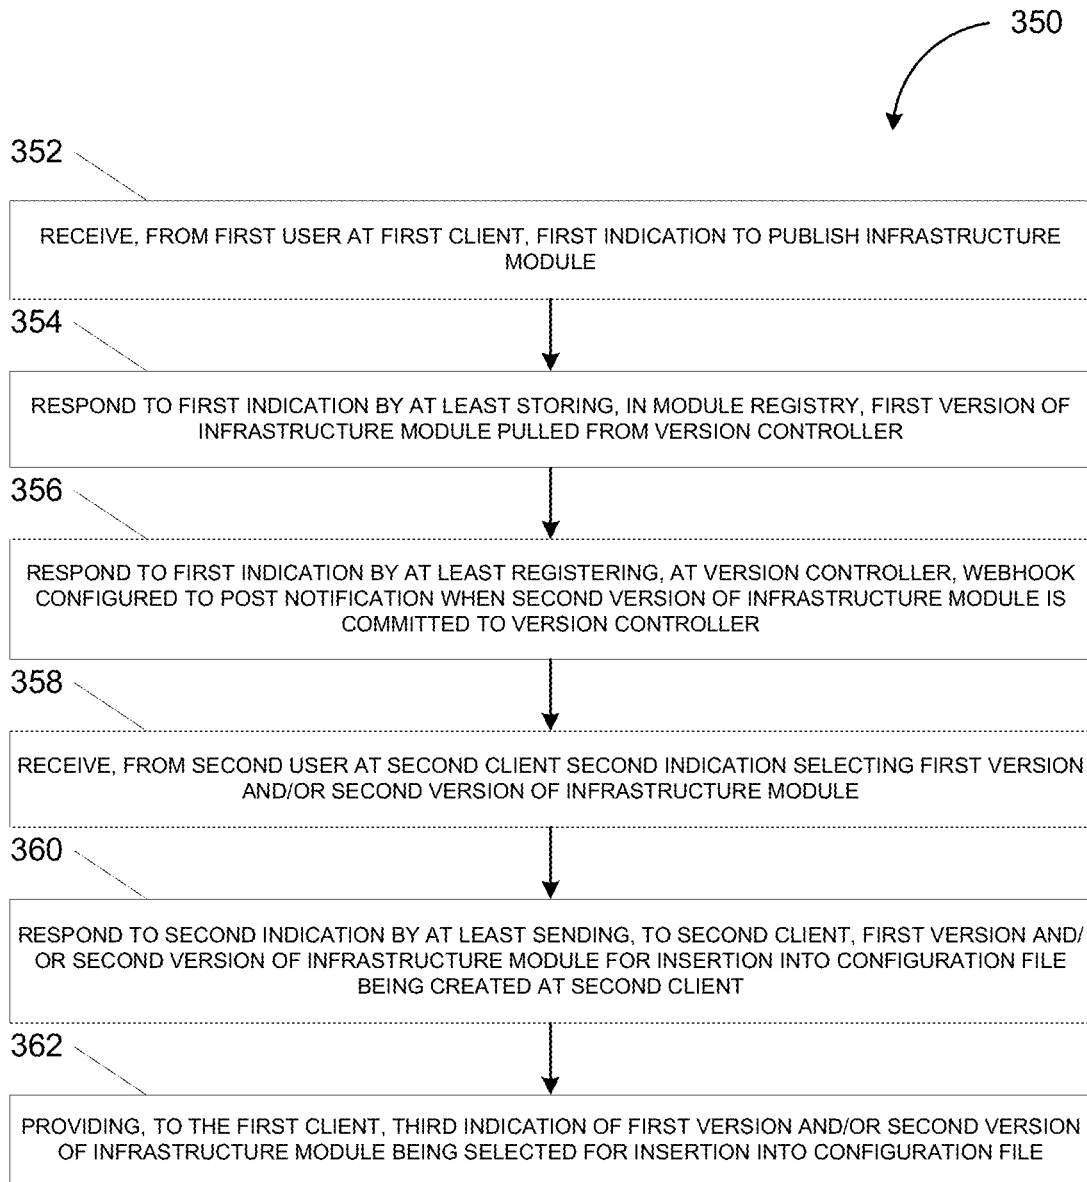 350
352
RECEIVE, FROM FIRST USER AT FIRST CLIENT, FIRST INDICATION TO PUBLISH INFRASTRUCTURE
MODULE
354
RESPOND TO FIRST INDICATION BY AT LEAST STORING, IN MODULE REGISTRY, FIRST VERSION OF
INFRASTRUCTURE MODULE PULLED FROM VERSION CONTROLLER
356
RESPOND TO FIRST INDICATION BY AT LEAST REGISTERING, AT VERSION CONTROLLER, WEBHOOK
CONFIGURED TO POST NOTIFICATION WHEN SECOND VERSION OF INFRASTRUCTURE MODULE IS
COMMITTED TO VERSION CONTROLLER
358
RECEIVE, FROM SECOND USER AT SECOND CLIENT SECOND INDICATION SELECTING FIRST VERSION
AND/OR SECOND VERSION OF INFRASTRUCTURE MODULE
360
RESPOND TO SECOND INDICATION BY AT LEAST SENDING, TO SECOND CLIENT, FIRST VERSION AND/
OR SECOND VERSION OF INFRASTRUCTURE MODULE FOR INSERTION INTO CONFIGURATION FILE
BEING CREATED AT SECOND CLIENT
362
PROVIDING, TO THE FIRST CLIENT, THIRD INDICATION OF FIRST VERSION AND/OR SECOND VERSION
OF INFRASTRUCTURE MODULE BEING SELECTED FOR INSERTION INTO CONFIGURATION FILE